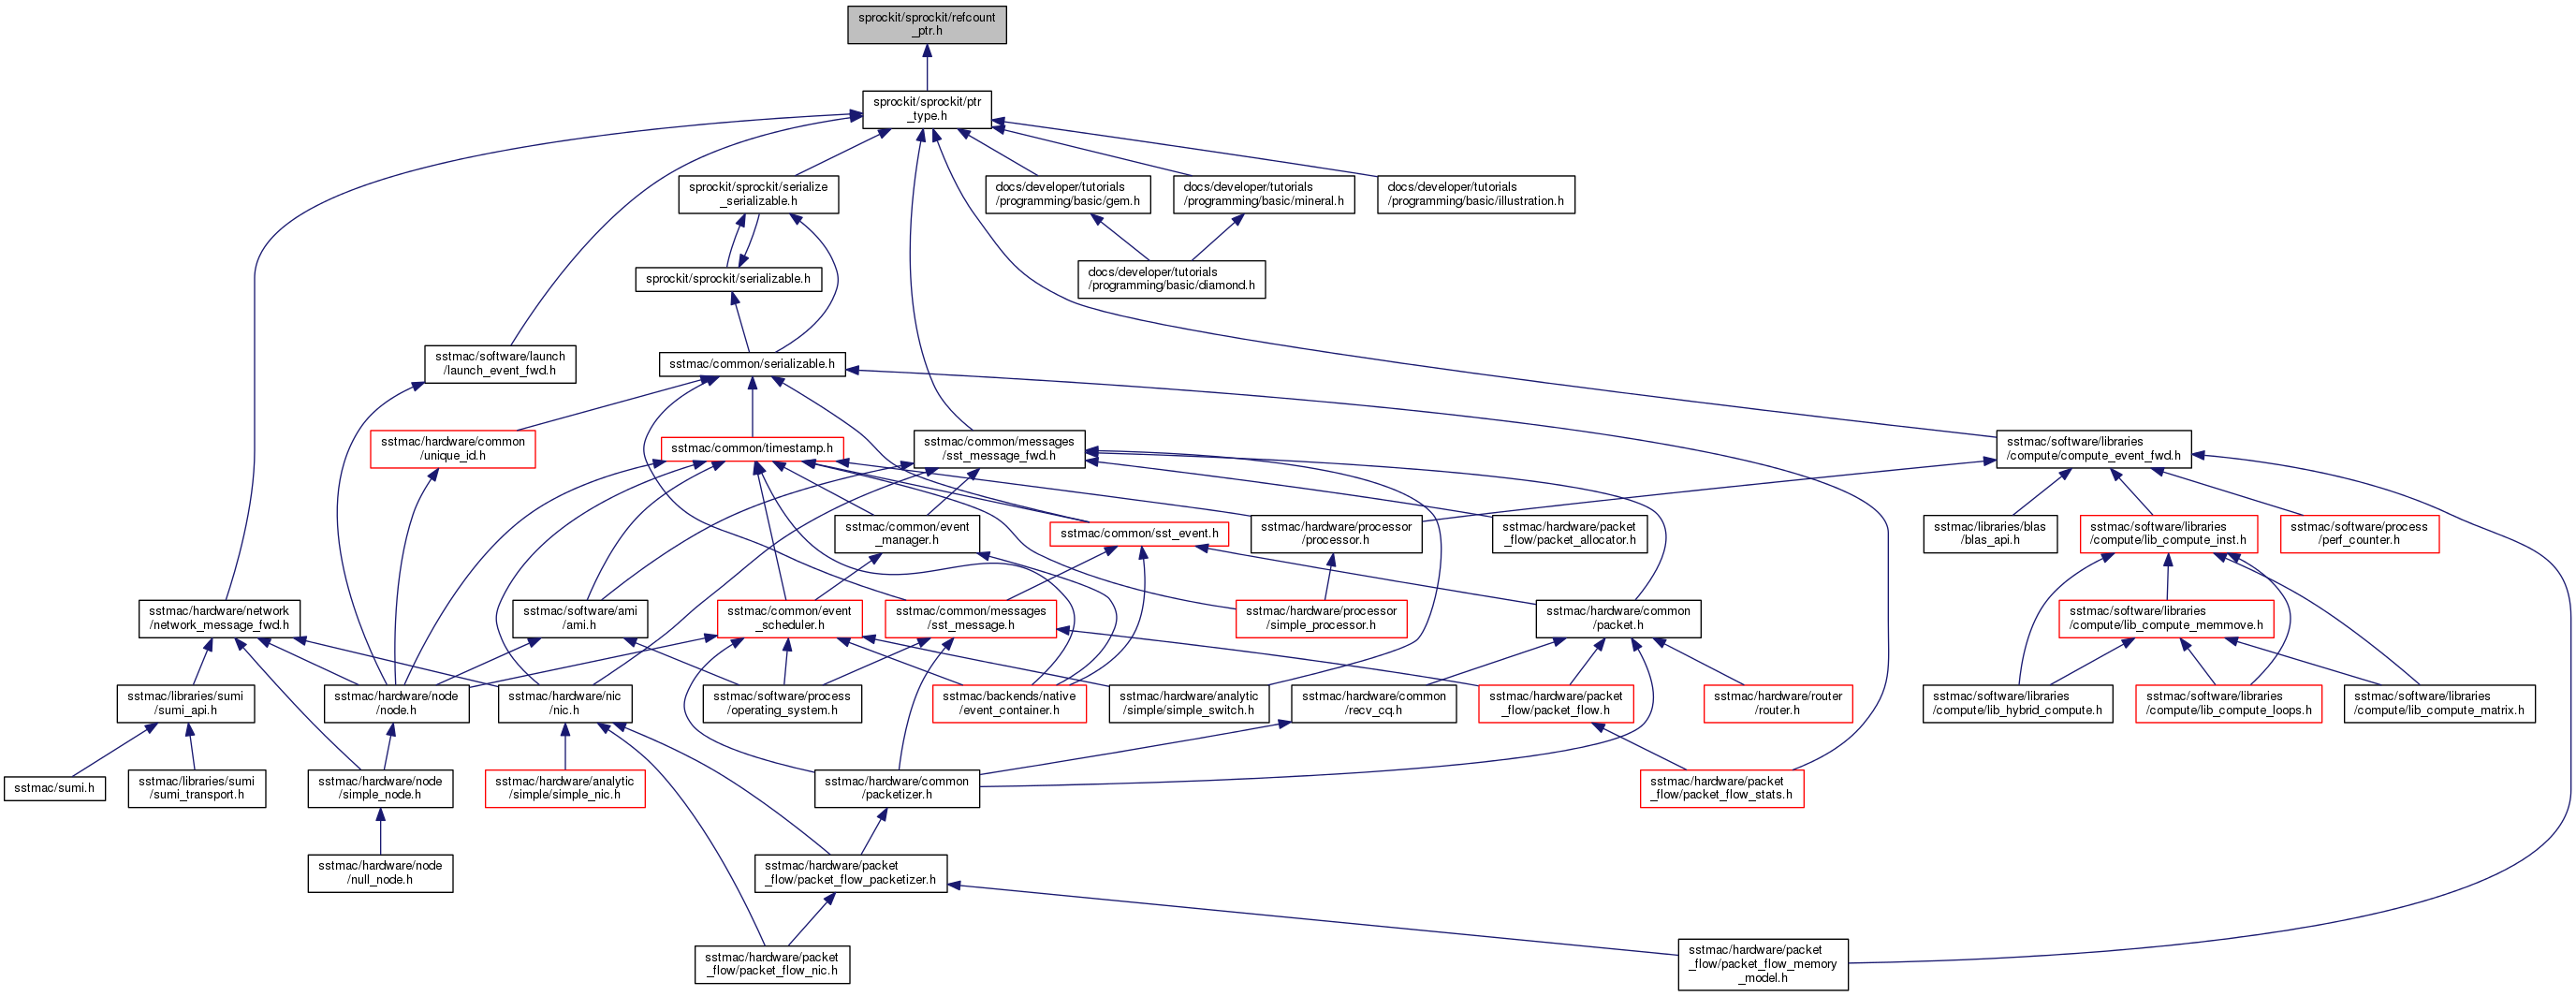 sprockit/sprockit/refcount
_ptr.h
sprockit/sprockit/ptr
_type.h
sprockit/sprockit/serialize
_serializable.h
docs/developer/tutorials
/programming/basic/gem.h
docs/developer/tutorials
/programming/basic/mineral.h
docs/developer/tutorials
/programming/basic/illustration.h
sprockit/sprockit/serializable.h
docs/developer/tutorials
/programming/basic/diamond.h
sstmac/software/launch
/launch_event_fwd.h
sstmac/common/serializable.h
sstmac/hardware/common
/unique_id.h
sstmac/common/timestamp.h
sstmac/common/messages
/sst_message_fwd.h
sstmac/software/libraries
/compute/compute_event_fwd.h
sstmac/common/event
_manager.h
sstmac/common/sst_event.h
sstmac/hardware/processor
/processor.h
sstmac/hardware/packet
_flow/packet_allocator.h
sstmac/libraries/blas
/blas_api.h
sstmac/software/libraries
/compute/lib_compute_inst.h
sstmac/software/process
/perf_counter.h
sstmac/hardware/network
/network_message_fwd.h
sstmac/software/ami
/ami.h
sstmac/common/event
_scheduler.h
sstmac/common/messages
/sst_message.h
sstmac/hardware/processor
/simple_processor.h
sstmac/hardware/common
/packet.h
sstmac/software/libraries
/compute/lib_compute_memmove.h
sstmac/libraries/sumi
/sumi_api.h
sstmac/hardware/node
/node.h
sstmac/hardware/nic
/nic.h
sstmac/software/process
/operating_system.h
sstmac/backends/native
/event_container.h
sstmac/hardware/analytic
/simple/simple_switch.h
sstmac/hardware/common
/recv_cq.h
sstmac/hardware/packet
_flow/packet_flow.h
sstmac/hardware/router
/router.h
sstmac/software/libraries
/compute/lib_hybrid_compute.h
sstmac/software/libraries
/compute/lib_compute_loops.h
sstmac/software/libraries
/compute/lib_compute_matrix.h
sstmac/sumi.h
sstmac/libraries/sumi
/sumi_transport.h
sstmac/hardware/node
/simple_node.h
sstmac/hardware/analytic
/simple/simple_nic.h
sstmac/hardware/common
/packetizer.h
sstmac/hardware/packet
_flow/packet_flow_stats.h
sstmac/hardware/node
/null_node.h
sstmac/hardware/packet
_flow/packet_flow_packetizer.h
sstmac/hardware/packet
_flow/packet_flow_nic.h
sstmac/hardware/packet
_flow/packet_flow_memory
_model.h